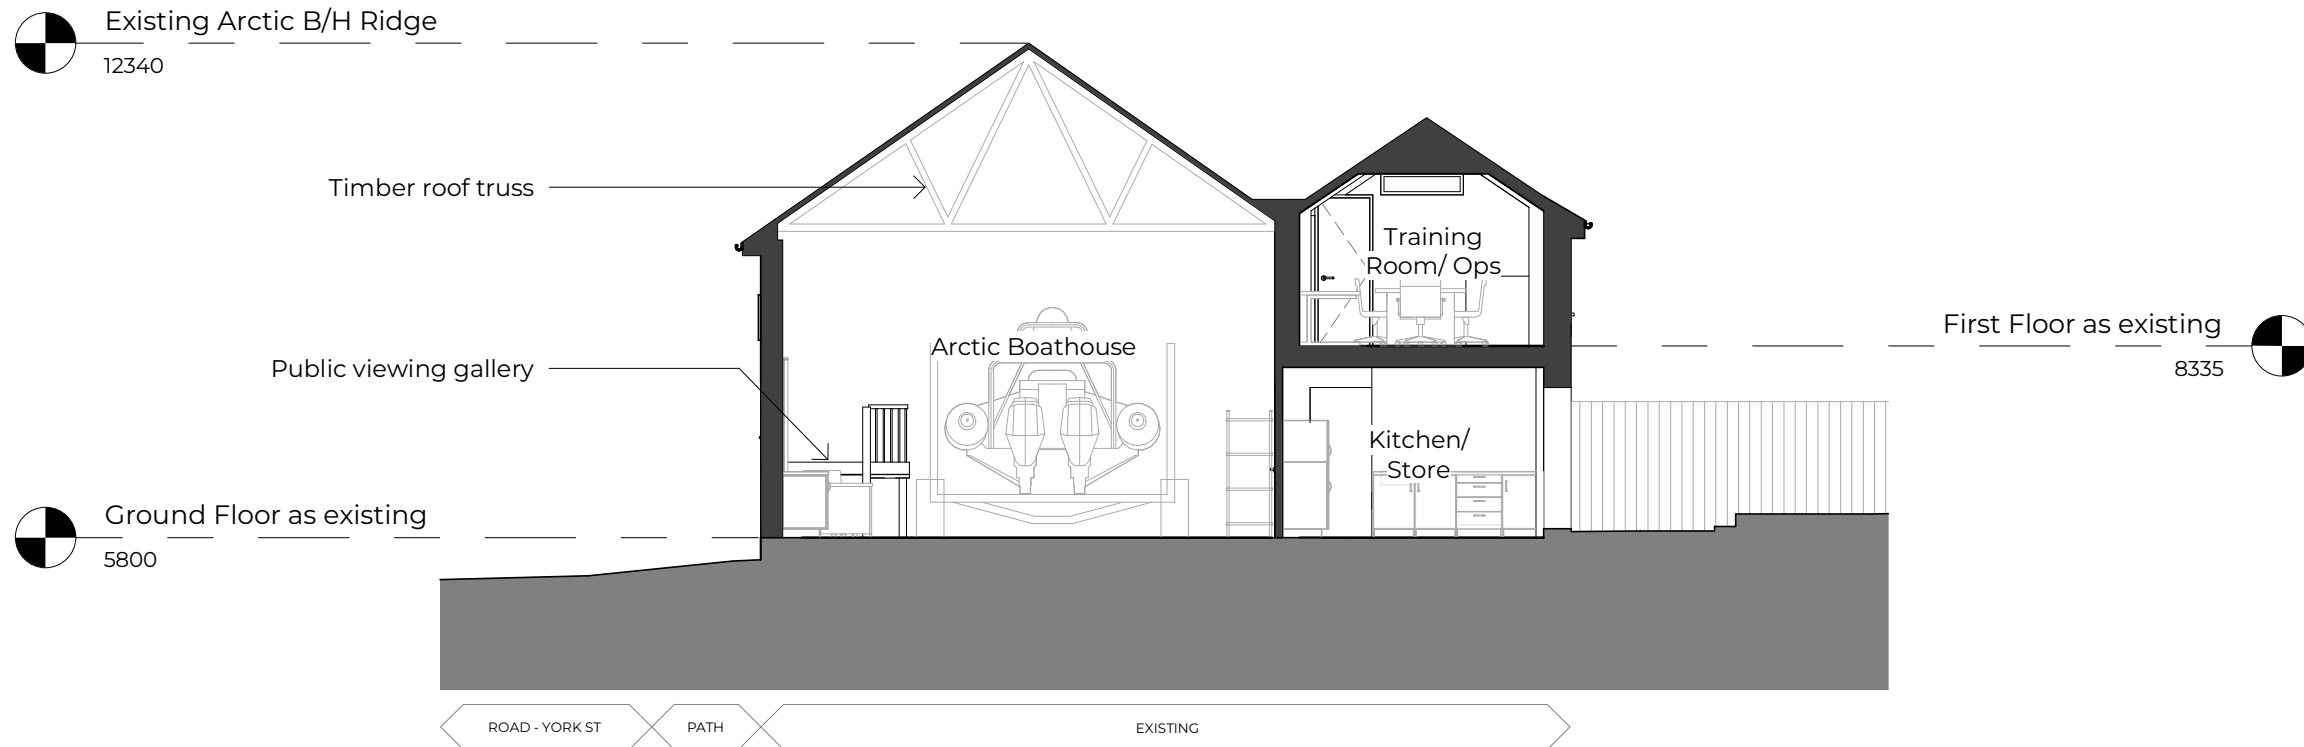 Existing Arctic B/H Ridge
12340
Timber roof truss
Training
Room/ Ops
First Floor as existing
8335
Arctic Boathouse
Public viewing gallery
Kitchen/
Store
Ground Floor as existing
5800
ROAD - YORK ST
PATH
EXISTING